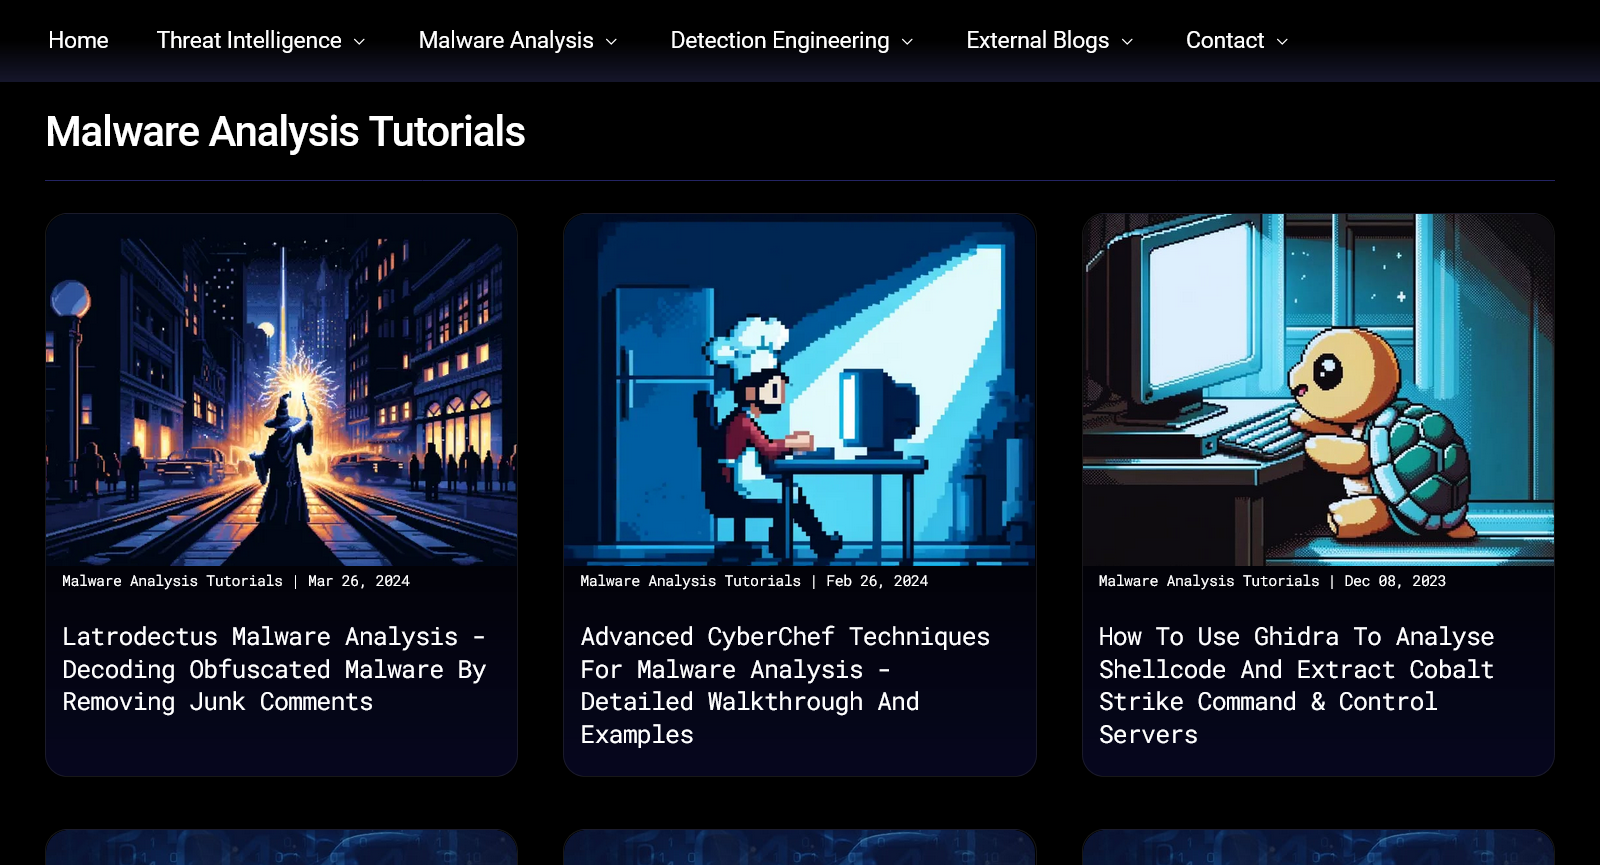 Home Threat Intelligence Malware Analysis Detection Engineering External Blogs Contact
Malware Analysis Tutorials
Malware Analysis Tutorials | Mar 26, 2024
Latrodectus Malware Analysis -
Decoding Obfuscated Malware By
Removing Junk Comments
Malware Analysis Tutorials | Feb 26, 2024
Advanced CyberChef Techniques
For Malware Analysis -
Detailed Walkthrough And
Examples
Malware Analysis Tutorials | Dec 08, 2023
How To Use Ghidra To Analyse
Shellcode And Extract Cobalt
Strike Command & Control
Servers